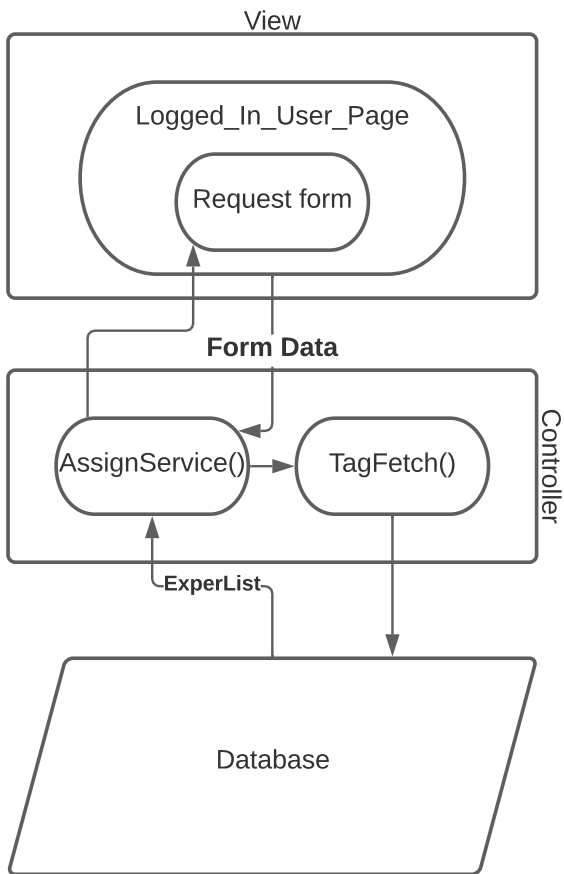 View
Logged_In_User_Page
Request form
Form Data
Controller
AssignService()
TagFetch()
ExperList
Database